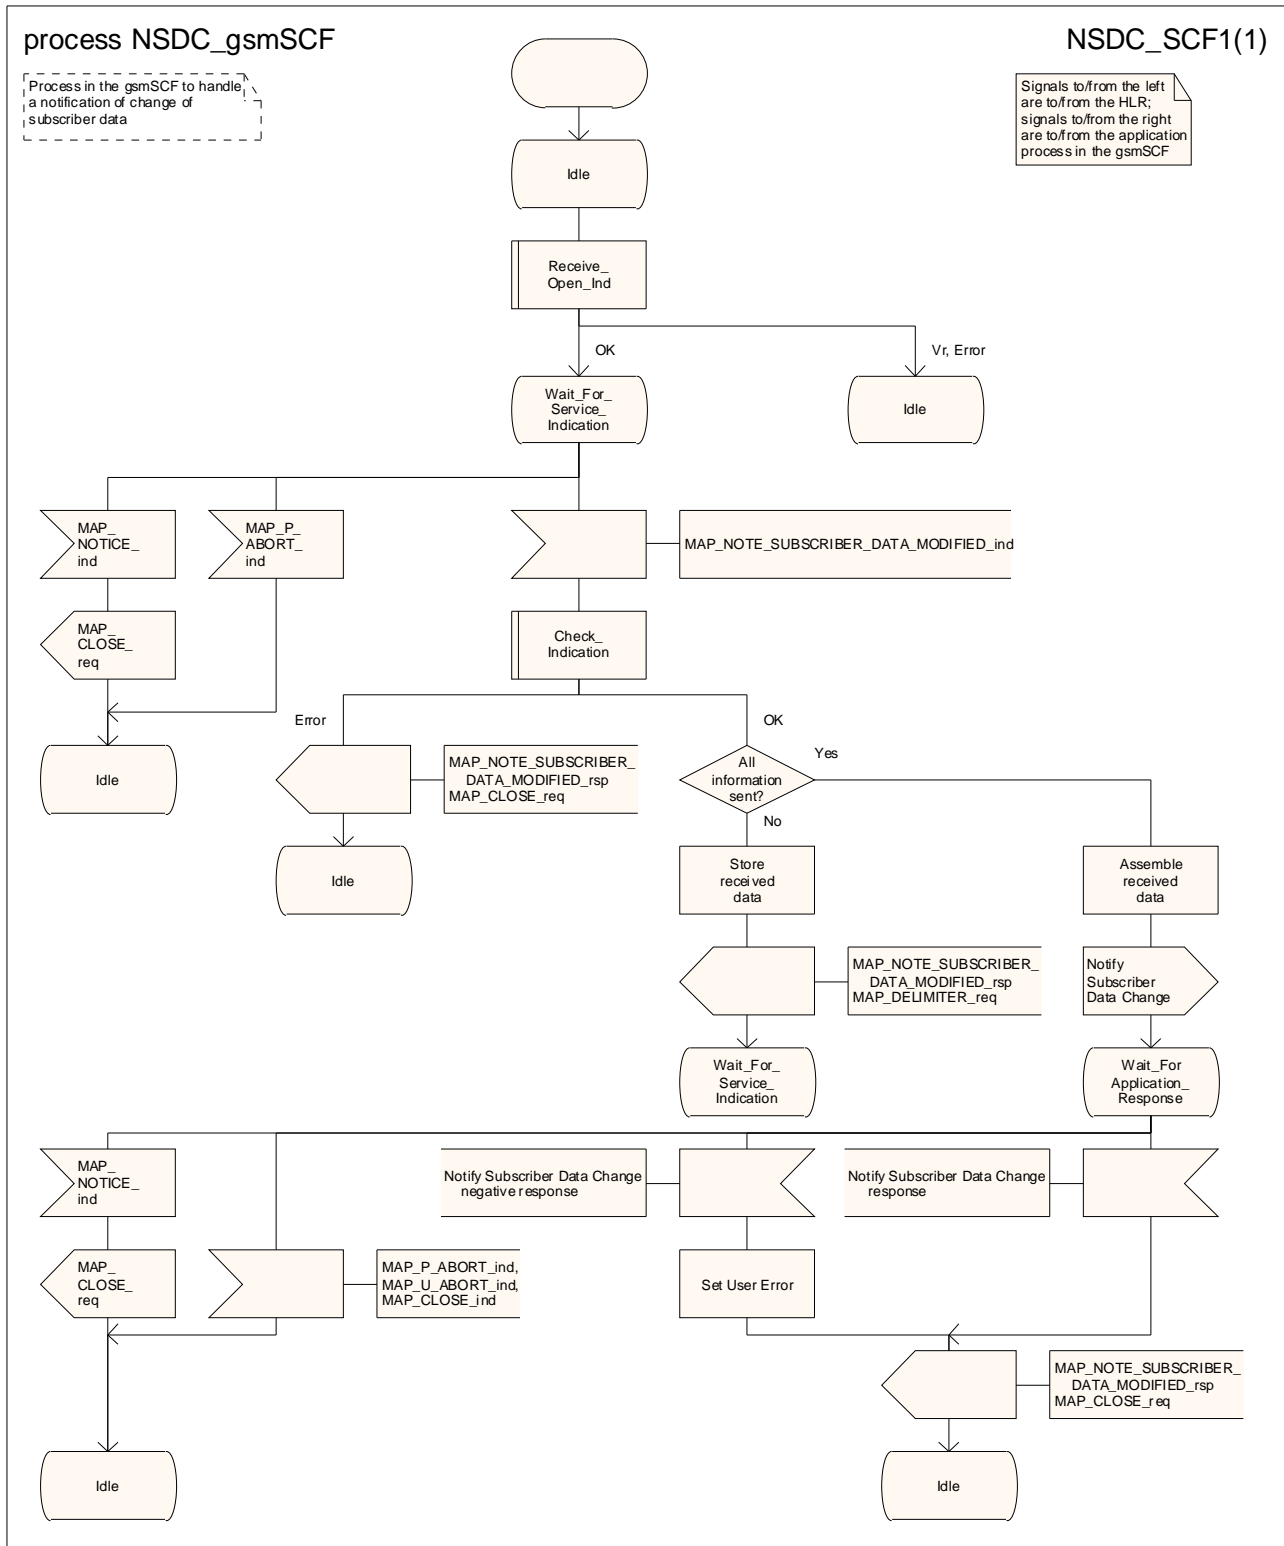 process NSDC_gsmSCF
NSDC_SCF1(1)
Process in the gsmSCF to handle
a notification of change of
subscriber data
Signals to/from the left
are to/from the HLR;
signals to/from the right
are to/from the application
process in the gsmSCF
Idle
Receive_
Open_Ind
OK
Vr, Error
Wait_For_
Service_
Indication
Idle
MAP_
NOTICE_
ind
MAP_P_
ABORT_
ind
MAP_NOTE_SUBSCRIBER_DATA_MODIFIED_ind
MAP_
CLOSE_
req
Check_
Indication
Error
OK
Yes
Idle
MAP_NOTE_SUBSCRIBER_
DATA_MODIFIED_rsp
MAP_CLOSE_req
All
information
sent?
No
Idle
Store
received
data
Assemble
received
data
MAP_NOTE_SUBSCRIBER_
DATA_MODIFIED_rsp
MAP_DELIMITER_req
Notify
Subscriber
Data Change
Wait_For_
Service_
Indication
Wait_For
Application_
Response
MAP_
NOTICE_
ind
Notify Subscriber Data Change
negative response
Notify Subscriber Data Change
response
MAP_
CLOSE_
req
MAP_P_ABORT_ind,
MAP_U_ABORT_ind,
MAP_CLOSE_ind
Set User Error
MAP_NOTE_SUBSCRIBER_
DATA_MODIFIED_rsp
MAP_CLOSE_req
Idle
Idle